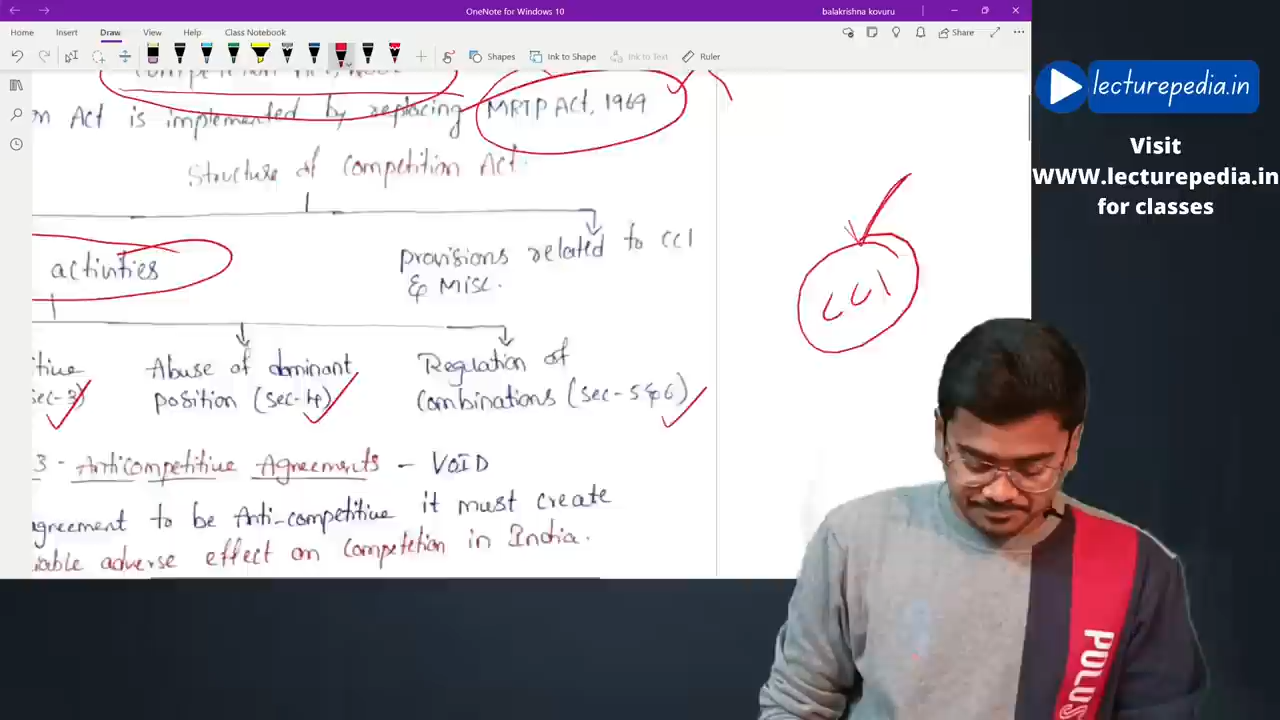 OneNote for Windows 10
balakrishna kovuru
Home Insert Draw View Help Class Notebook
Share
Shapes Ink to Shape Ink to Text Math Ruler
lecturepedia.in
Visit
WWW.lecturepedia.in
for classes
Act is implemented by replacing MRTP Act, 1969
Structure of competition Act.
activities
provisions related to CCI
& Misc.
CCI
Abuse of dominant
position (sec-4)
Regulation of
combinations (sec-5&6)
3 - Anticompetitive Agreements - VOID
agreement to be Anti-competitive it must create
adverse effect on competetion in India.
POLUS